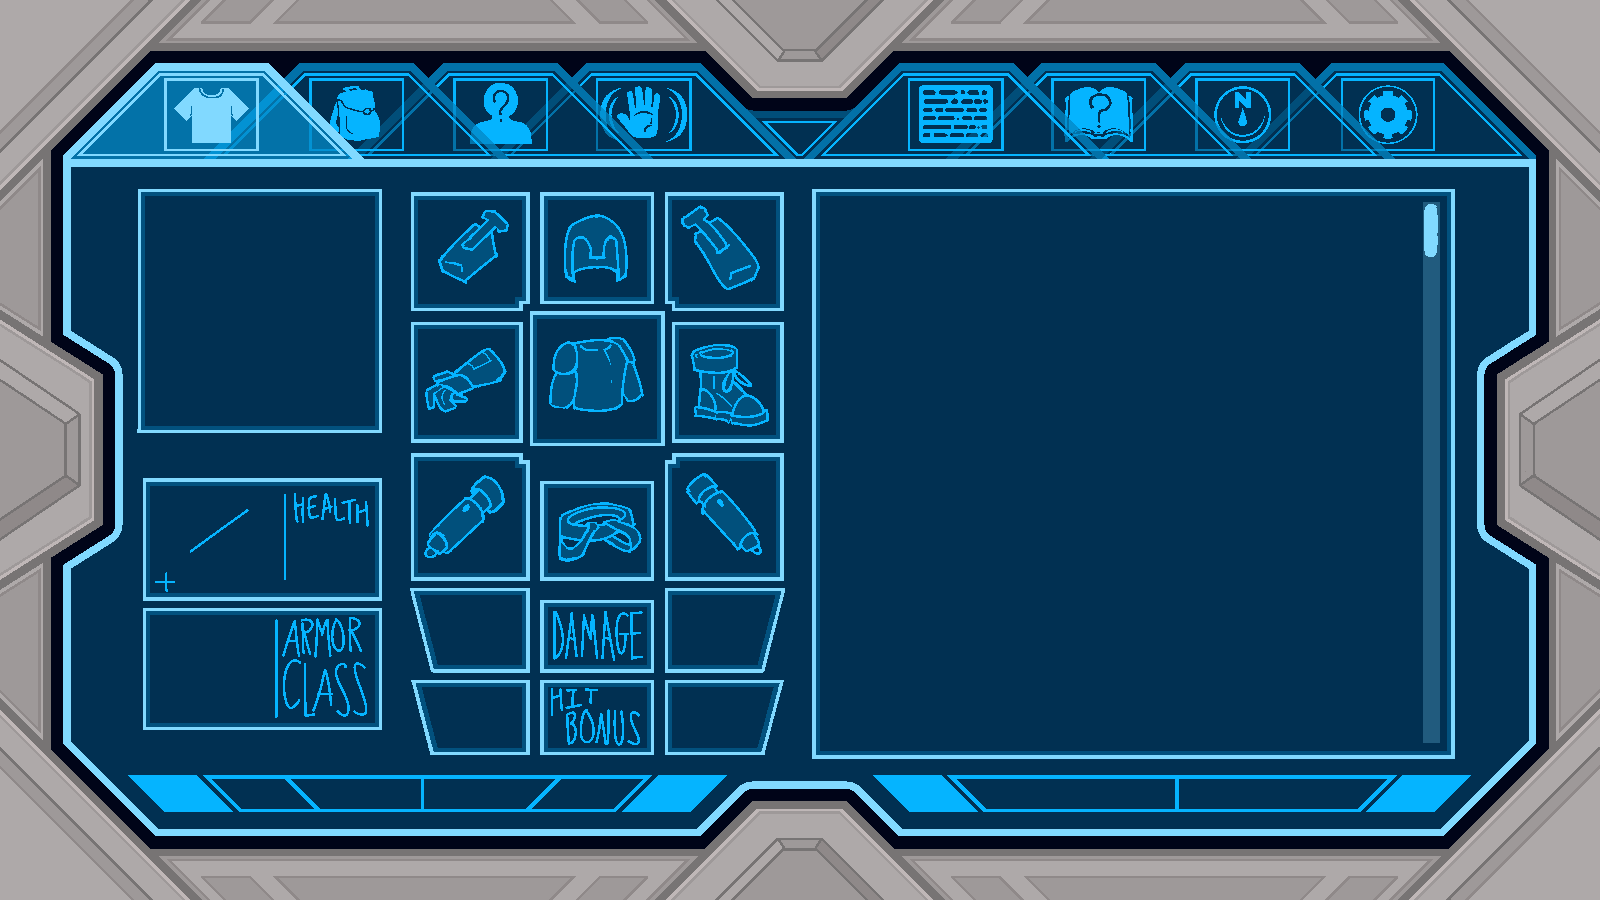 ?
?
N
HEALTH
ARMOR
CLASS
DAMAGE
HIT
BONUS